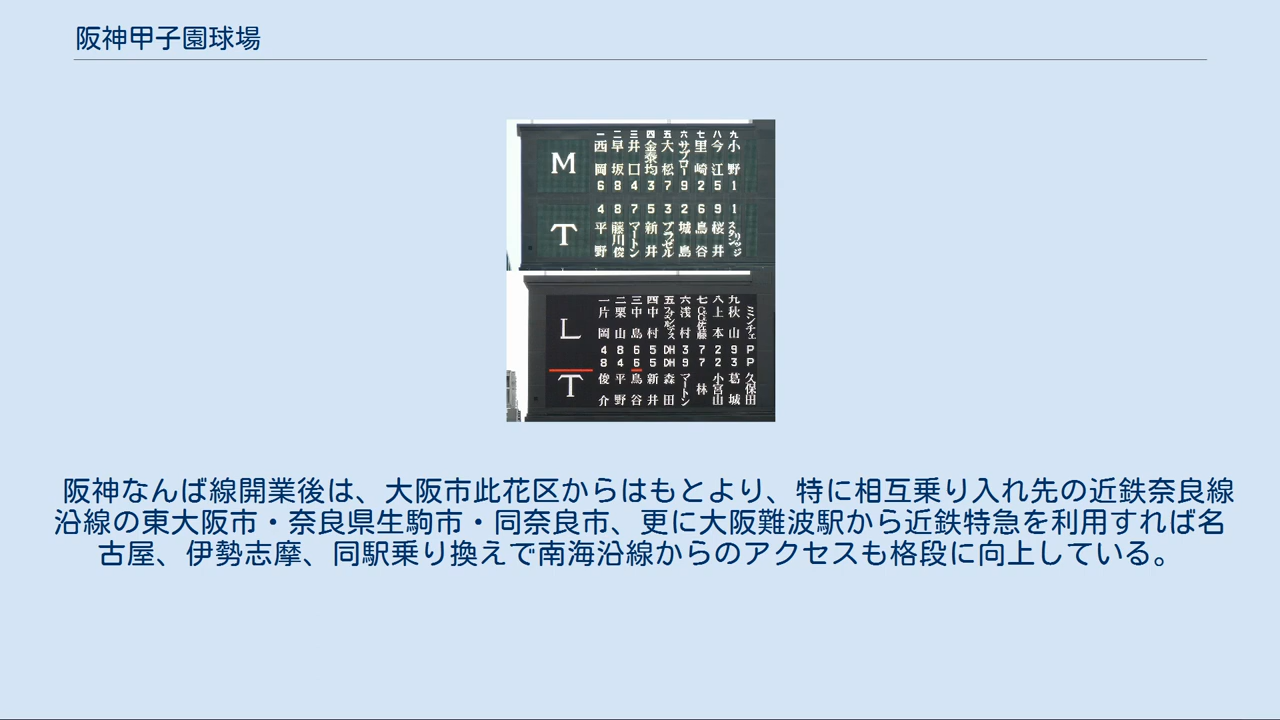 阪神甲子園球場
一 二 三 四 五 六 七 八 九
M 西岡 早坂 井口 金泰均 大松 サブロー 里崎 今江 小野
6 8 4 3 7 9 2 5 1
4 8 7 5 3 2 6 9 1
T 平野 藤川俊 マートン 新井 ブラゼル 城島 鳥谷 桜井 スタンリッジ
一 二 三 四 五 六 七 八 九
L 片岡 栗山 中島 中村 フェルナンデス 浅村 G.G.佐藤 上本 秋山 ミンチェ
4 8 6 5 DH 3 7 2 9 P
8 4 6 5 DH 9 7 2 3 P
T 俊介 平野 鳥谷 新井 森田 マートン 林 小宮山 葛城 久保田
阪神なんば線開業後は、大阪市此花区からはもとより、特に相互乗り入れ先の近鉄奈良線
沿線の東大阪市・奈良県生駒市・同奈良市、更に大阪難波駅から近鉄特急を利用すれば名
古屋、伊勢志摩、同駅乗り換えで南海沿線からのアクセスも格段に向上している。